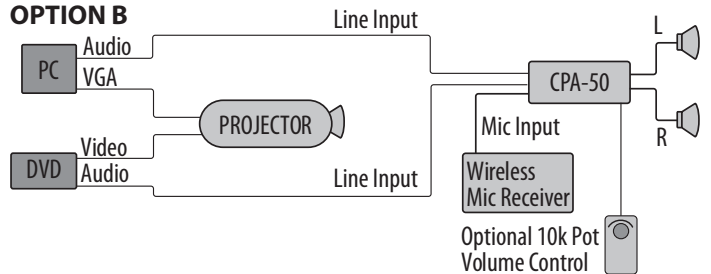 OPTION B
Line Input
L
PC
Audio
VGA
CPA-50
PROJECTOR
Mic Input
R
Video
DVD
Audio
Line Input
Wireless
Mic Receiver
Optional 10k Pot
Volume Control